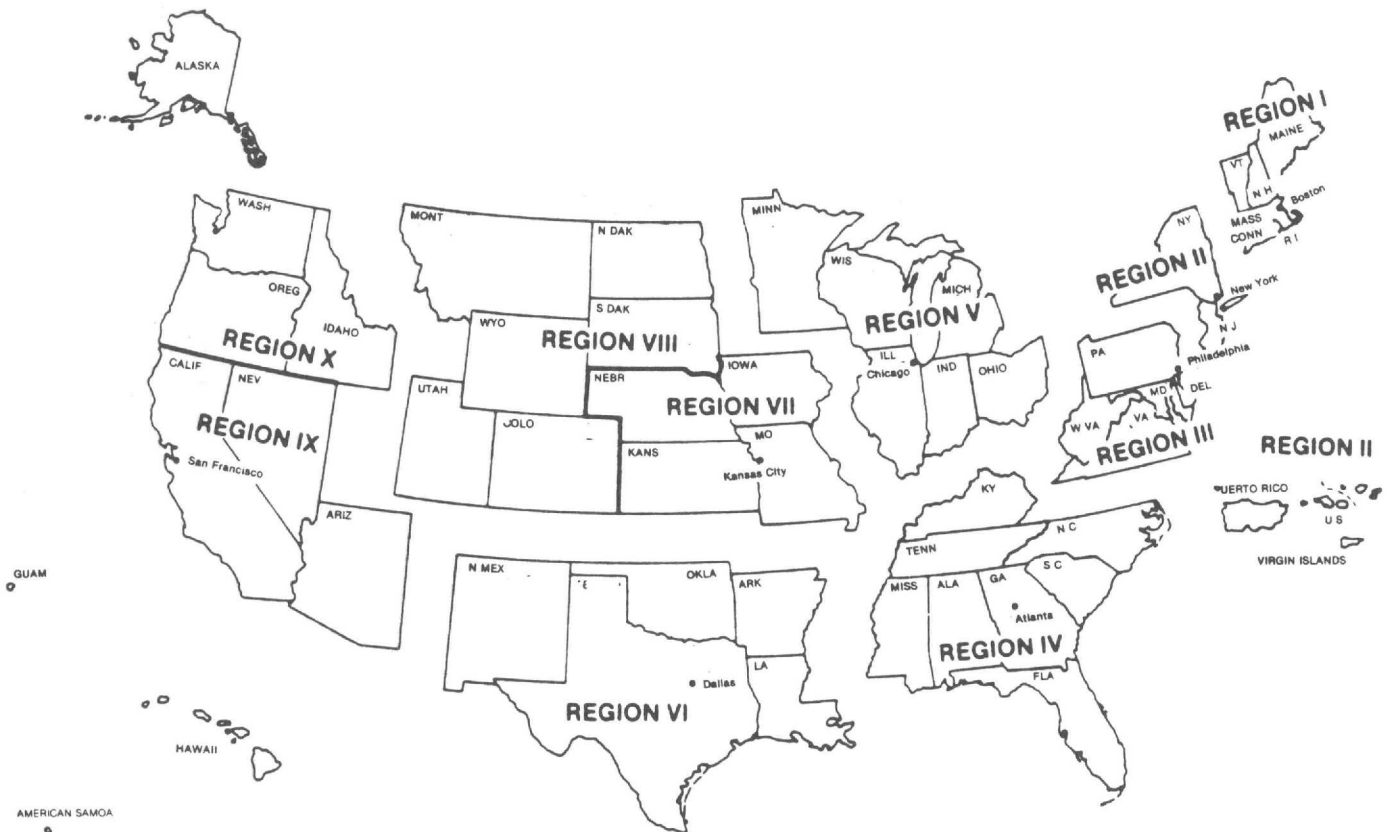 ALASKA
REGION I
MAINE
VT
N H
Boston
MASS
CONN
R I
NY
REGION II
New York
N J
WASH
OREG
IDAHO
REGION X
MONT
N DAK
S DAK
WYO
REGION VIII
UTAH
JOLO
MINN
WIS
MICH
REGION V
ILL
Chicago
IND
OHIO
PA
Philadelphia
MD
DEL
W VA
VA
REGION III
CALIF
NEV
REGION IX
San Francisco
ARIZ
NEBR
IOWA
REGION VII
KANS
MO
Kansas City
REGION II
UERTO RICO
U S
VIRGIN ISLANDS
KY
TENN
N C
S C
MISS
ALA
GA
Atlanta
REGION IV
FLA
N MEX
OKLA
ARK
LA
Dallas
REGION VI
GUAM
HAWAII
AMERICAN SAMOA